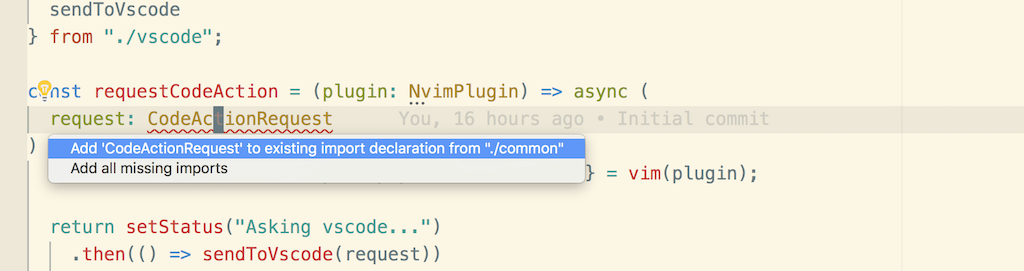 sendToVscode
} from "./vscode";
const requestCodeAction = (plugin: NvimPlugin) => async (
request: CodeActionRequest You, 16 hours ago • Initial commit
)
Add 'CodeActionRequest' to existing import declaration from "./common"
Add all missing imports
} = vim(plugin);
return setStatus("Asking vscode...")
.then(() => sendToVscode(request))